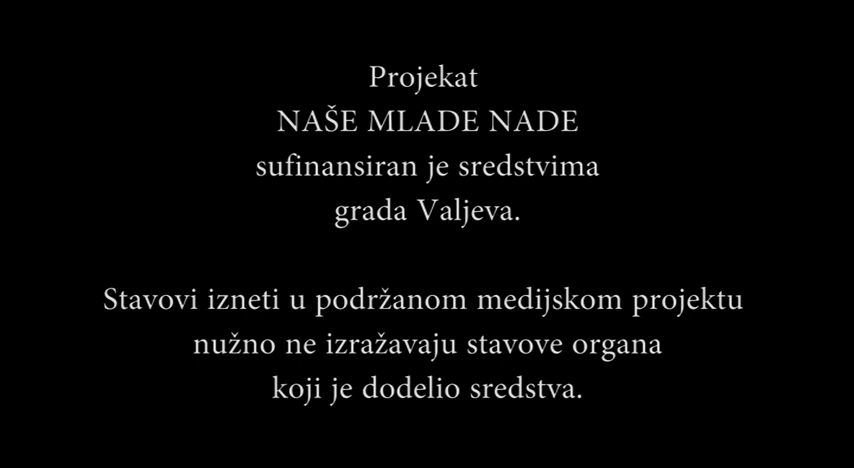 Projekat
NAŠE MLADE NADE
sufinansiran je sredstvima
grada Valjeva.
Stavovi izneti u podržanom medijskom projektu
nužno ne izražavaju stavove organa
koji je dodelio sredstva.